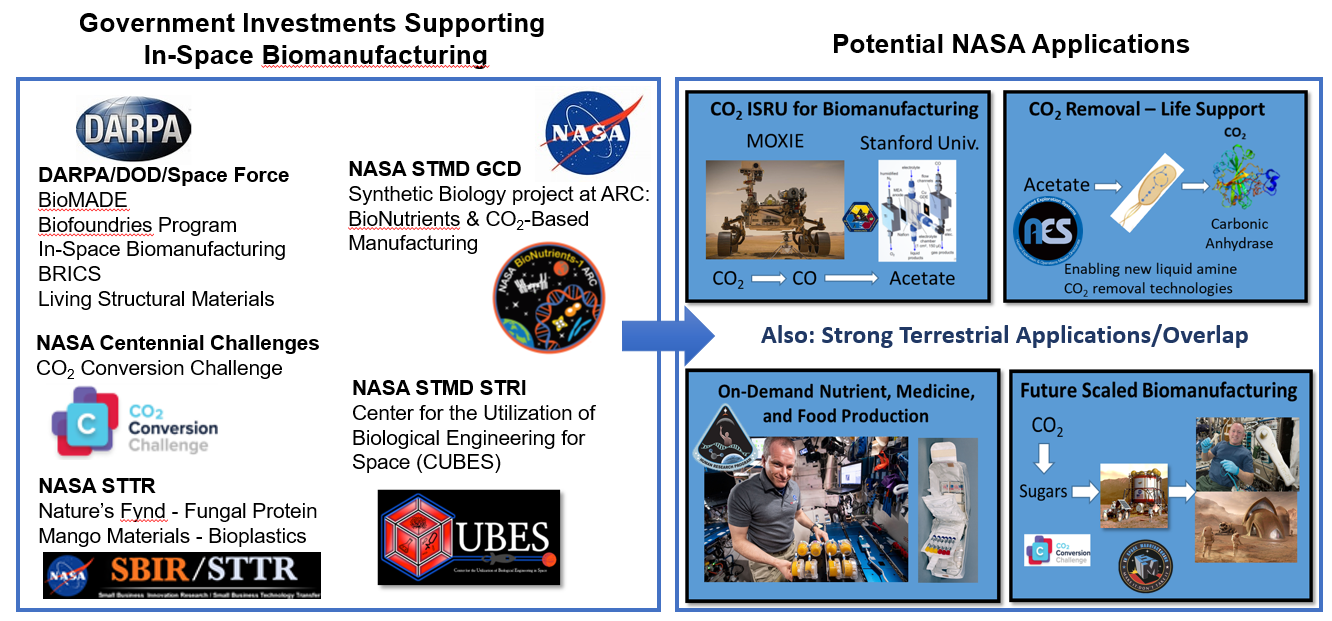 Government Investments Supporting
In-Space Biomanufacturing
DARPA
DARPA/DOD/Space Force
BioMADE
Biofoundries Program
In-Space Biomanufacturing
BRICS
Living Structural Materials
NASA Centennial Challenges
CO₂ Conversion Challenge
C
CO₂
Conversion
Challenge
NASA STTR
Nature's Fynd - Fungal Protein
Mango Materials - Bioplastics
NASA
SBIR/STTR
Small Business Innovation Research | Small Business Technology Transfer
NASA
NASA STMD GCD
Synthetic Biology project at ARC:
BioNutrients & CO₂-Based
Manufacturing
NASA BioNutrients-1 ARC
NASA STMD STRI
Center for the Utilization of
Biological Engineering for
Space (CUBES)
CUBES
Center for the Utilization of Biological Engineering in Space
Potential NASA Applications
CO₂ ISRU for Biomanufacturing
MOXIE
Stanford Univ.
CO₂
CO
Acetate
CO₂ Removal – Life Support
CO₂
Acetate
AES
Carbonic
Anhydrase
Enabling new liquid amine
CO₂ removal technologies
Also: Strong Terrestrial Applications/Overlap
On-Demand Nutrient, Medicine,
and Food Production
HUMAN RESEARCH PROGRAM
Future Scaled Biomanufacturing
CO₂
Sugars
C
CO₂
Conversion
Challenge